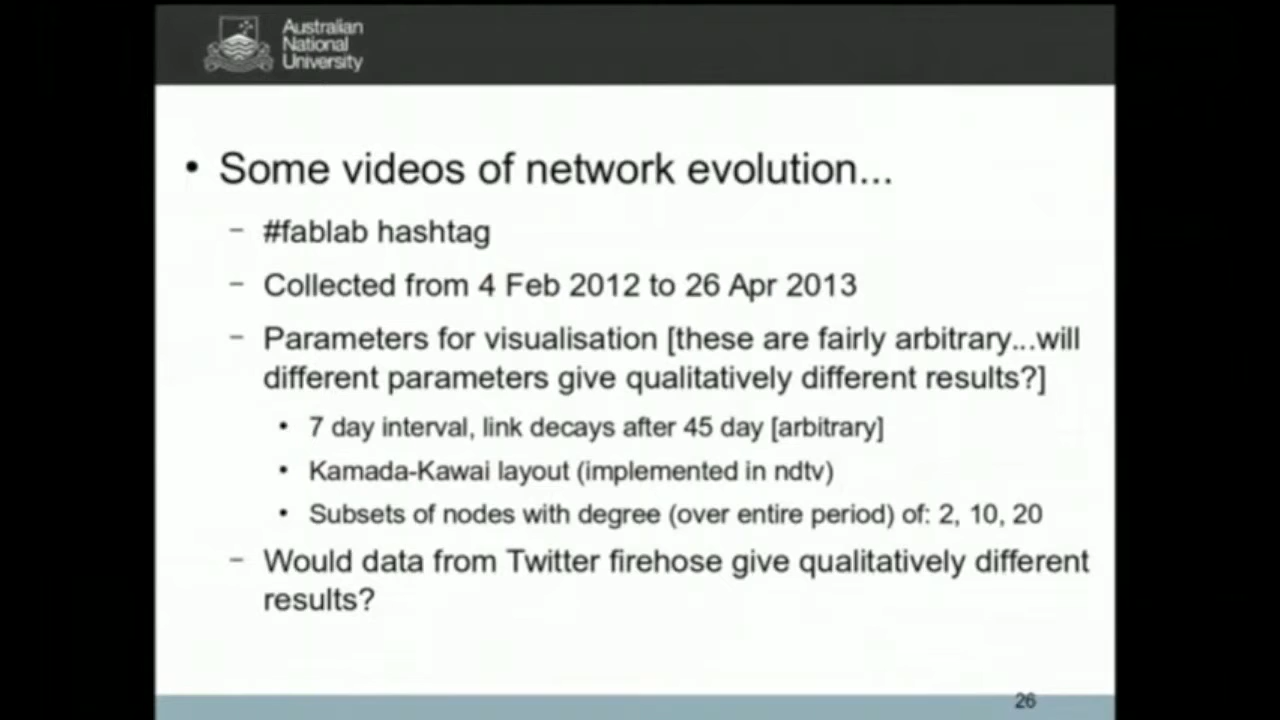 Australian
National
University
• Some videos of network evolution...
– #fablab hashtag
– Collected from 4 Feb 2012 to 26 Apr 2013
– Parameters for visualisation [these are fairly arbitrary...will
different parameters give qualitatively different results?]
• 7 day interval, link decays after 45 day [arbitrary]
• Kamada-Kawai layout (implemented in ndtv)
• Subsets of nodes with degree (over entire period) of: 2, 10, 20
– Would data from Twitter firehose give qualitatively different
results?
26